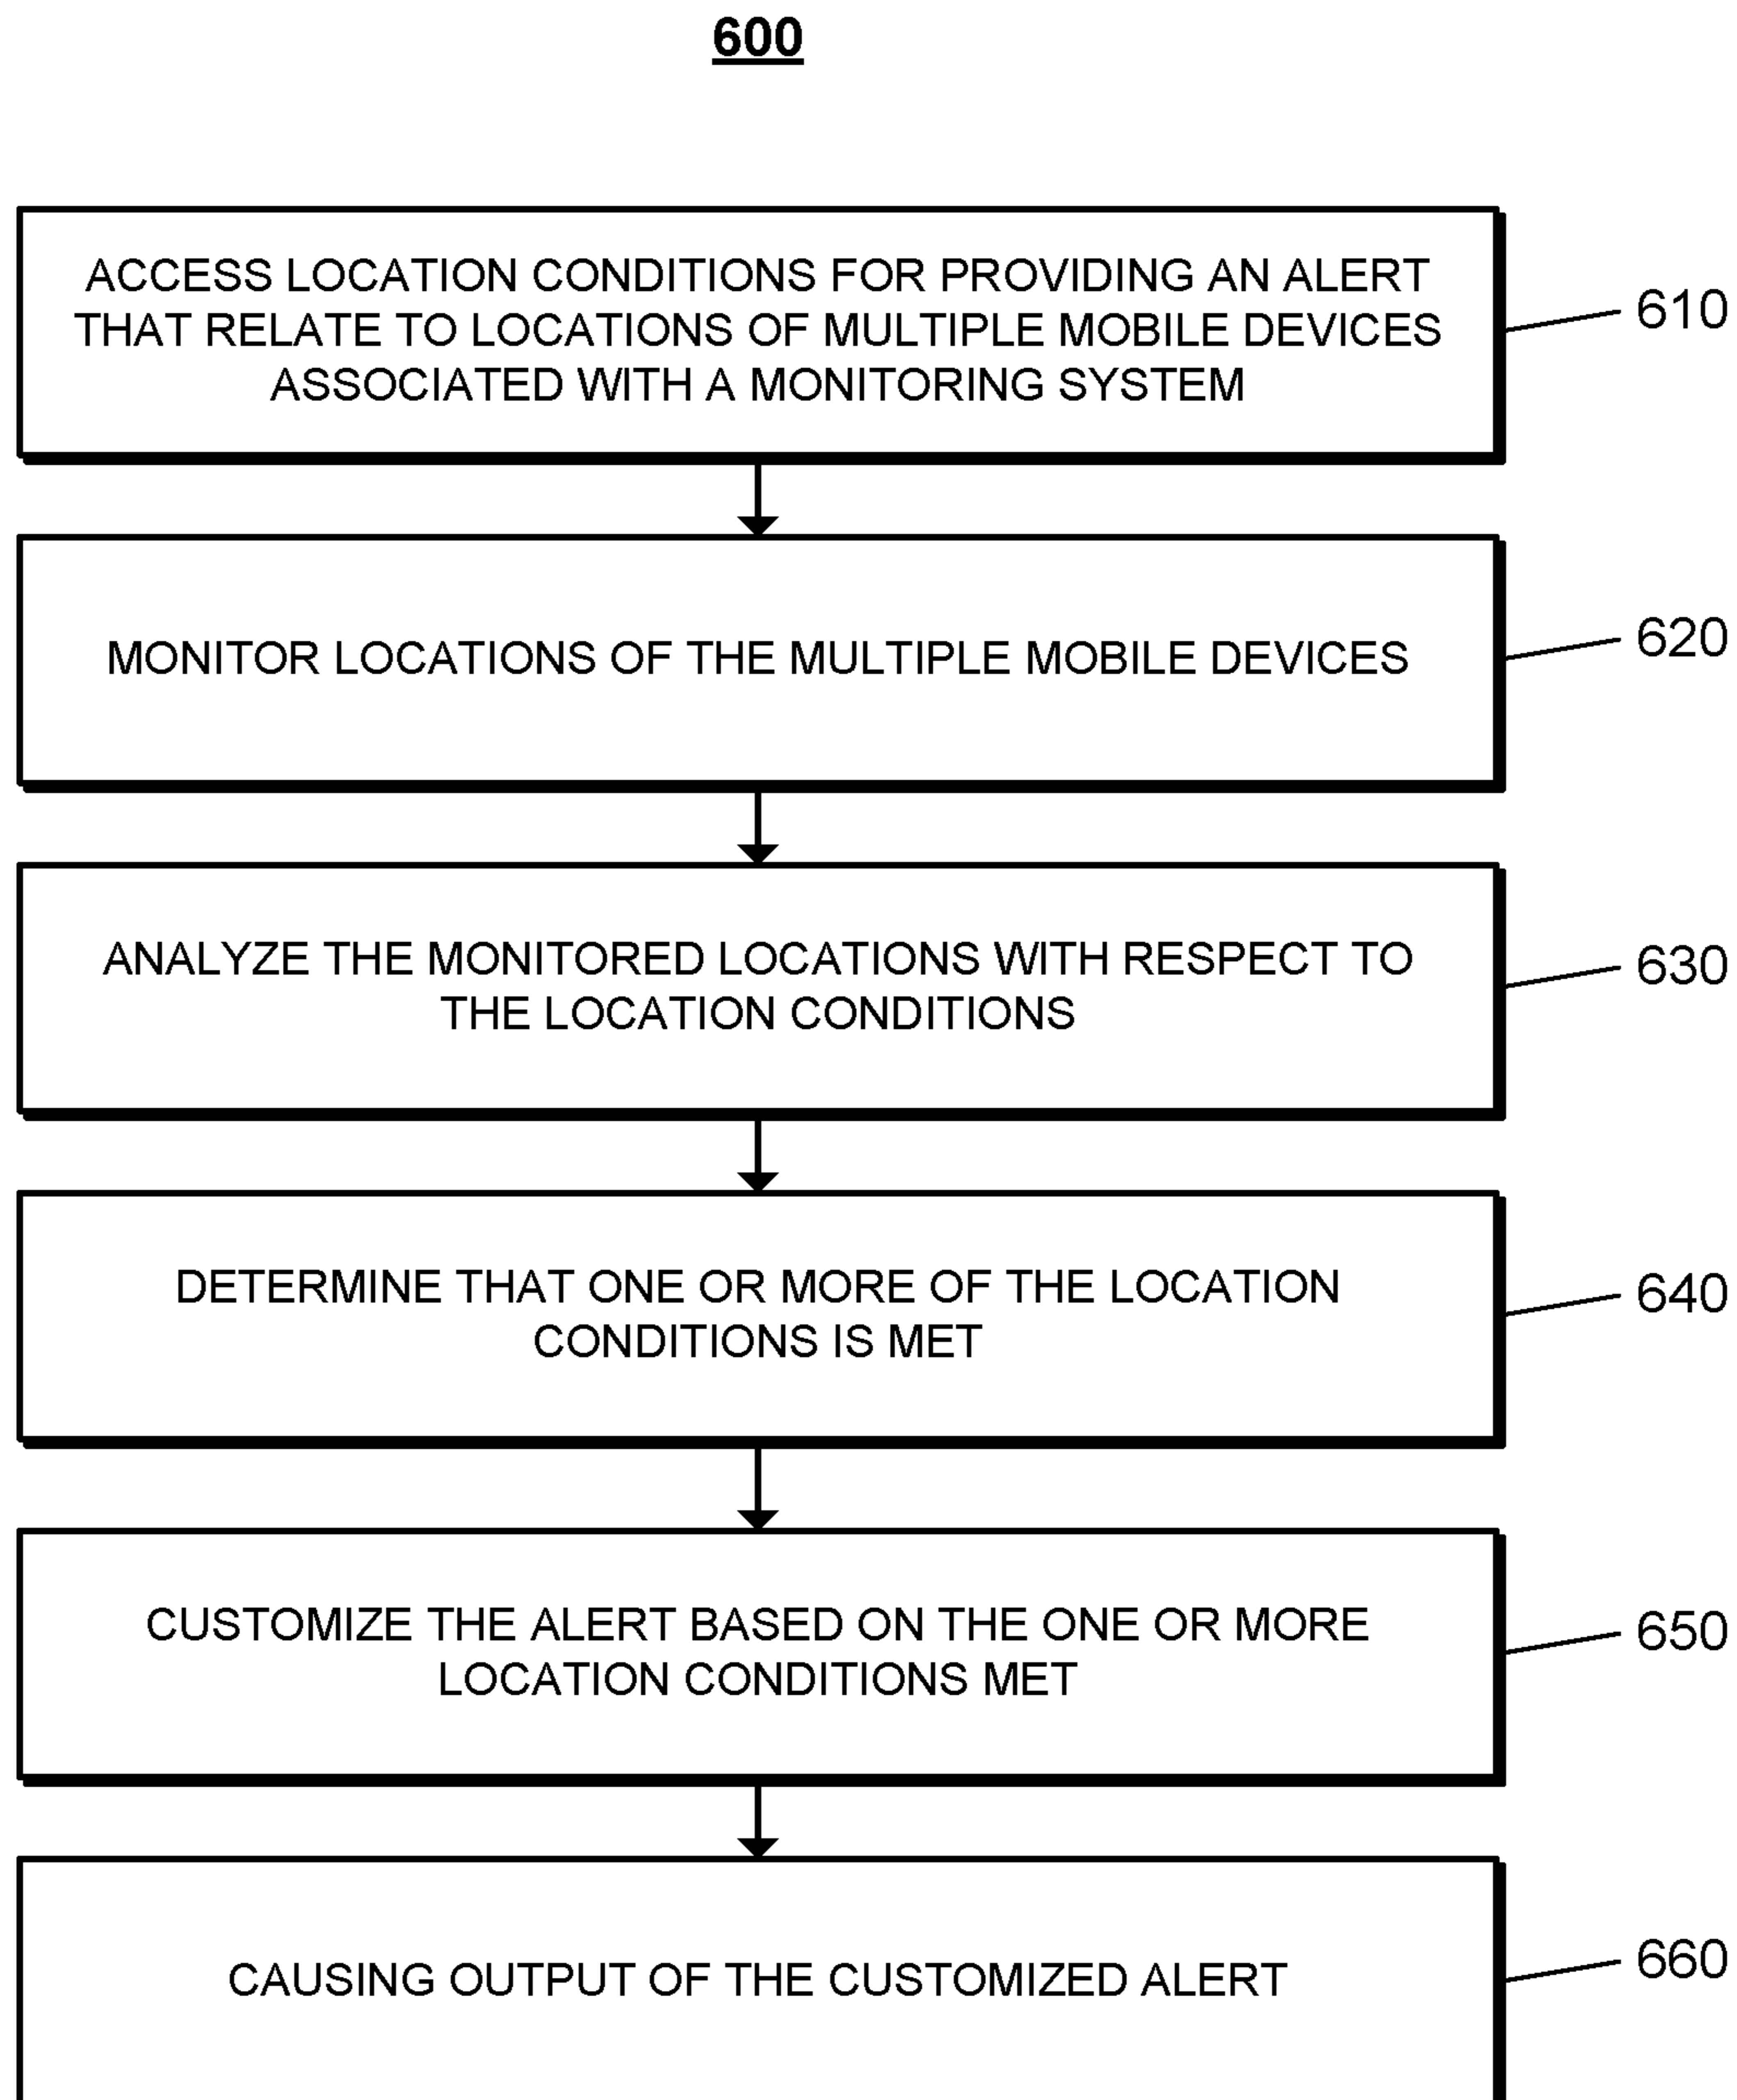 600
ACCESS LOCATION CONDITIONS FOR PROVIDING AN ALERT
THAT RELATE TO LOCATIONS OF MULTIPLE MOBILE DEVICES
ASSOCIATED WITH A MONITORING SYSTEM
610
MONITOR LOCATIONS OF THE MULTIPLE MOBILE DEVICES
620
ANALYZE THE MONITORED LOCATIONS WITH RESPECT TO
THE LOCATION CONDITIONS
630
DETERMINE THAT ONE OR MORE OF THE LOCATION
CONDITIONS IS MET
640
CUSTOMIZE THE ALERT BASED ON THE ONE OR MORE
LOCATION CONDITIONS MET
650
CAUSING OUTPUT OF THE CUSTOMIZED ALERT
660